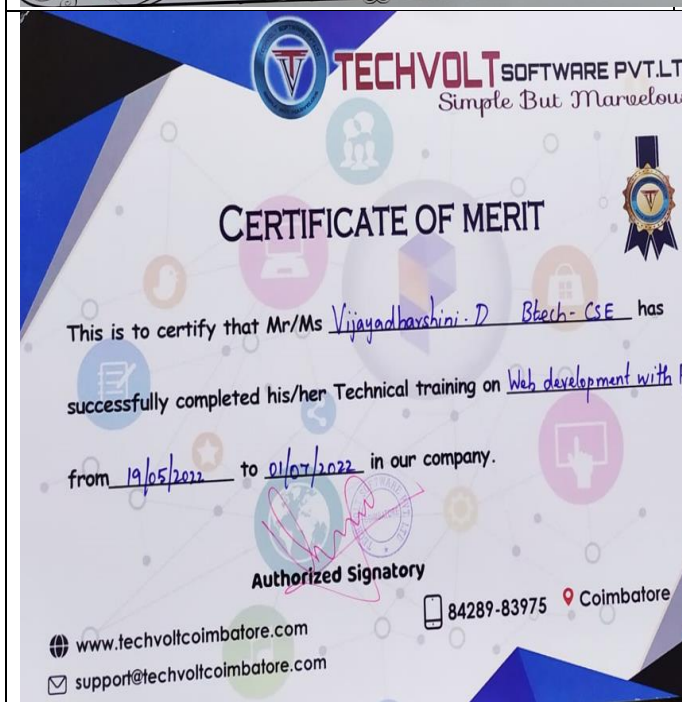 TECHVOLT SOFTWARE PVT.LT
Simple But Marvelous
CERTIFICATE OF MERIT
This is to certify that Mr/Ms Vijayadharshini. D Btech - CSE has
successfully completed his/her Technical training on Web development with
from 19/05/2022 to 01/07/2022 in our company.
Authorized Signatory
84289-83975 Coimbatore
www.techvoltcoimbatore.com
support@techvoltcoimbatore.com